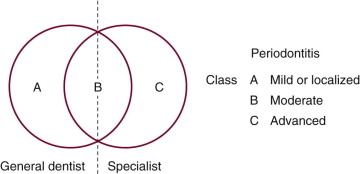 A
B
C
General dentist
Specialist
Periodontitis
Class A Mild or localized
B Moderate
C Advanced